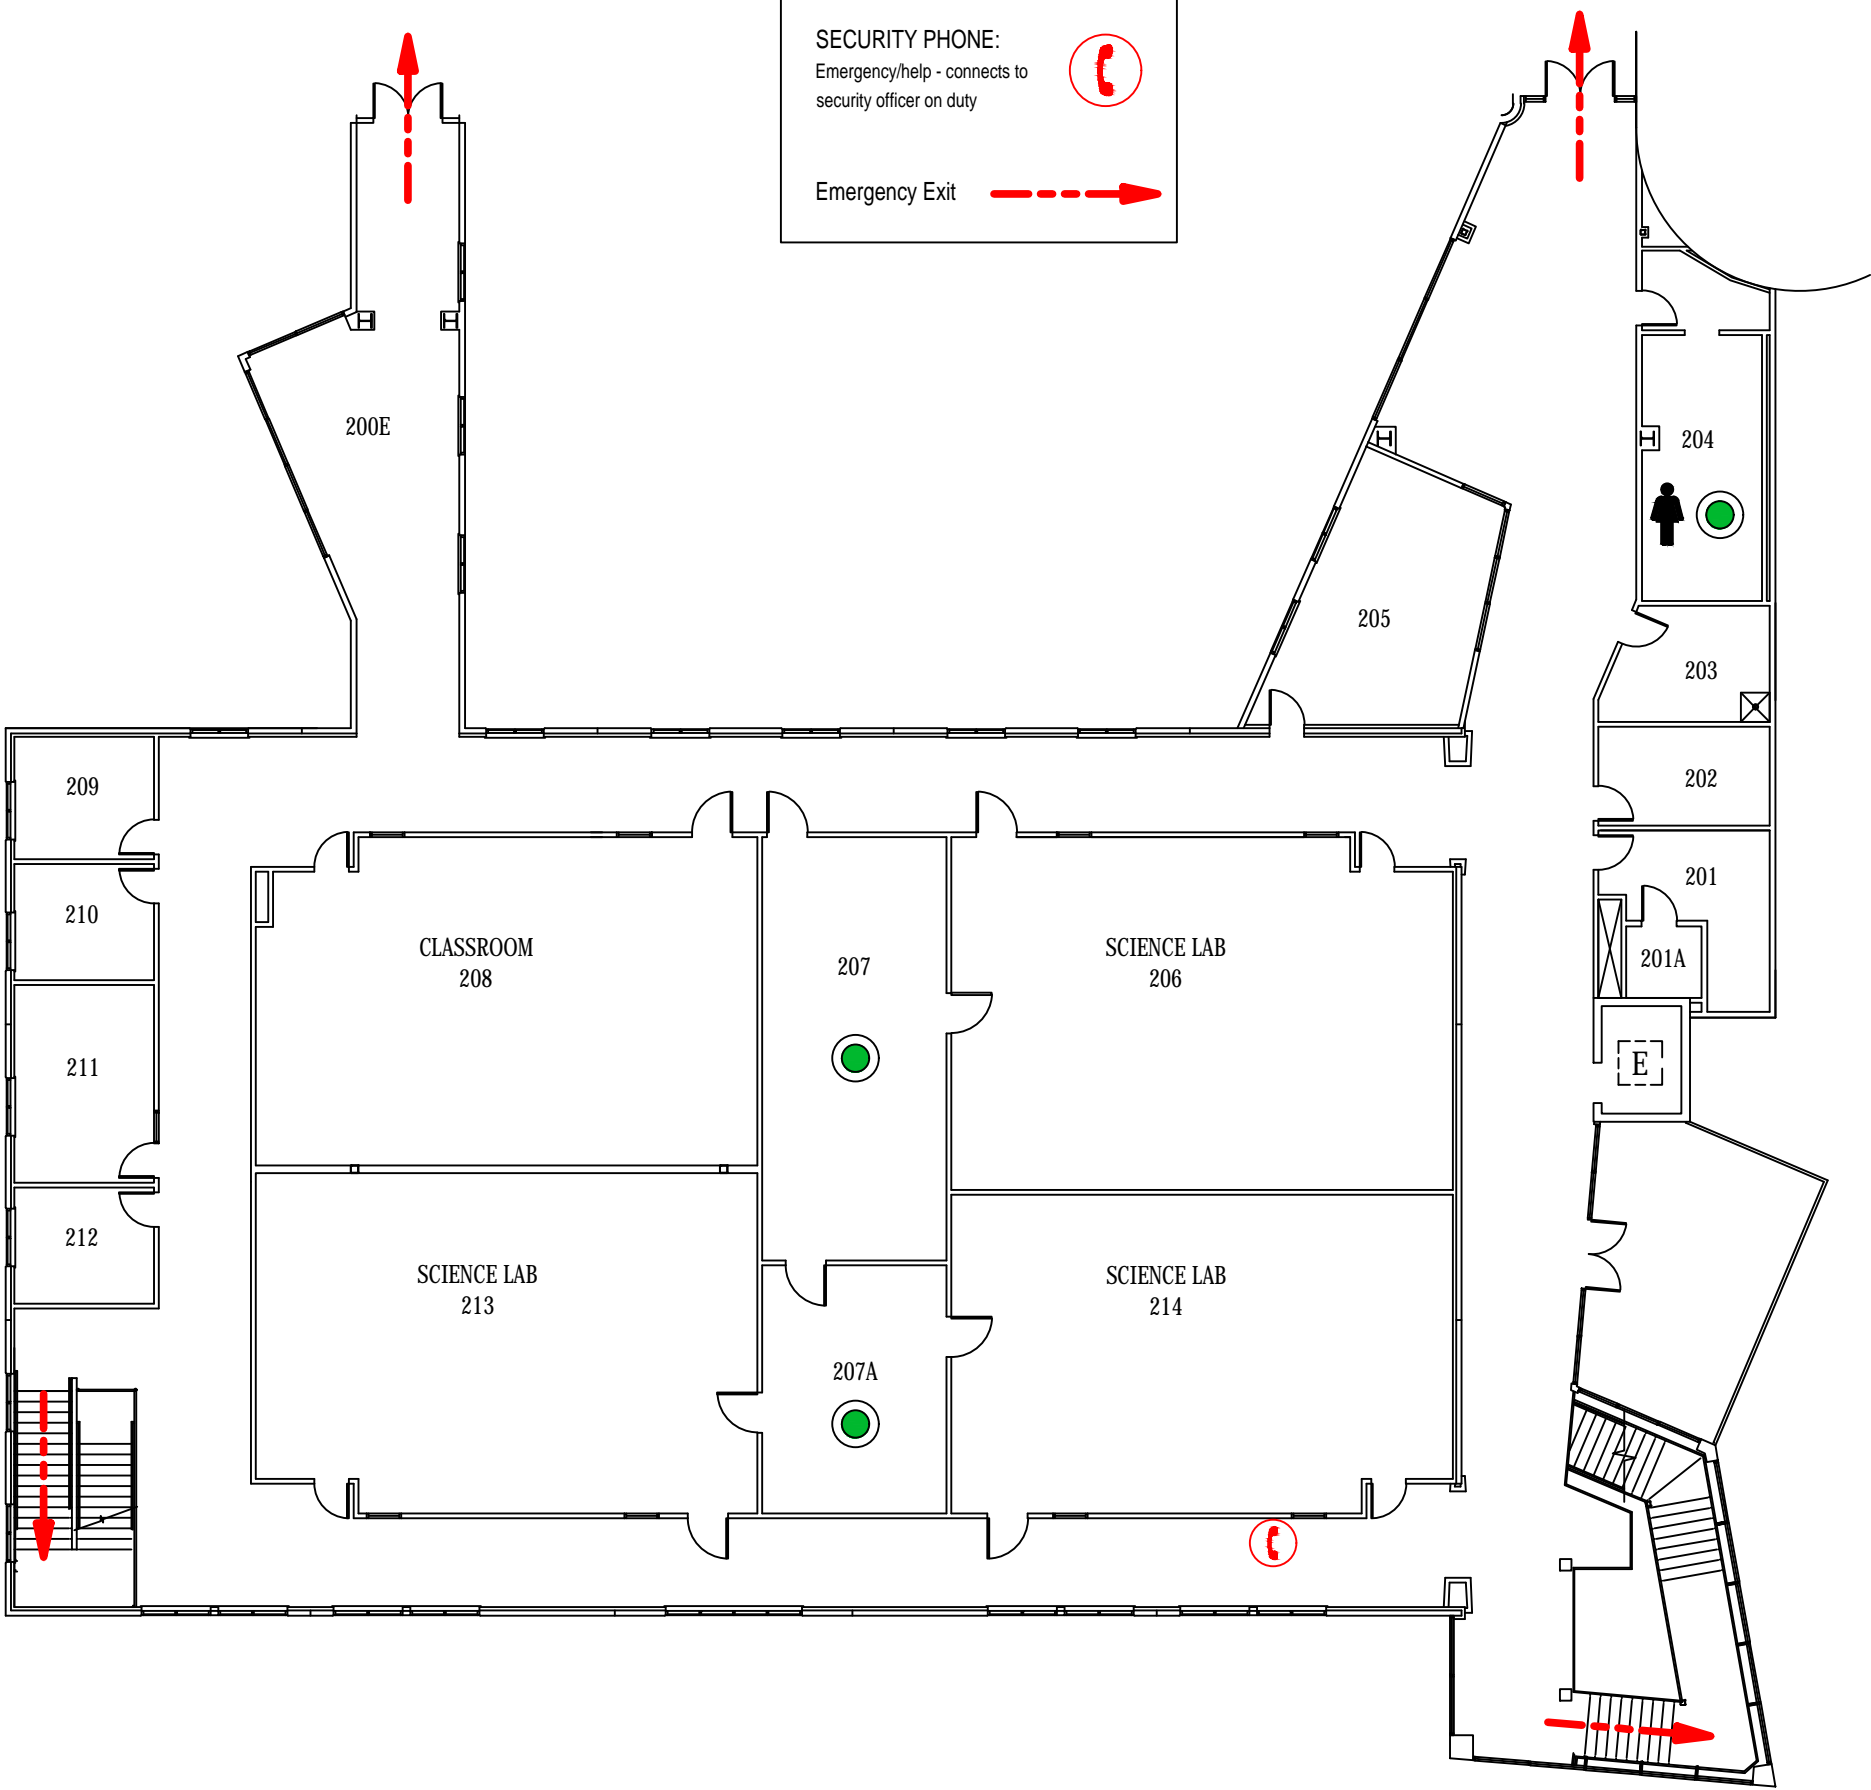 SECURITY PHONE:
Emergency/help - connects to
security officer on duty
Emergency Exit
200E
204
205
203
202
209
201
210
CLASSROOM
208
207
SCIENCE LAB
206
201A
211
E
212
SCIENCE LAB
213
SCIENCE LAB
214
207A